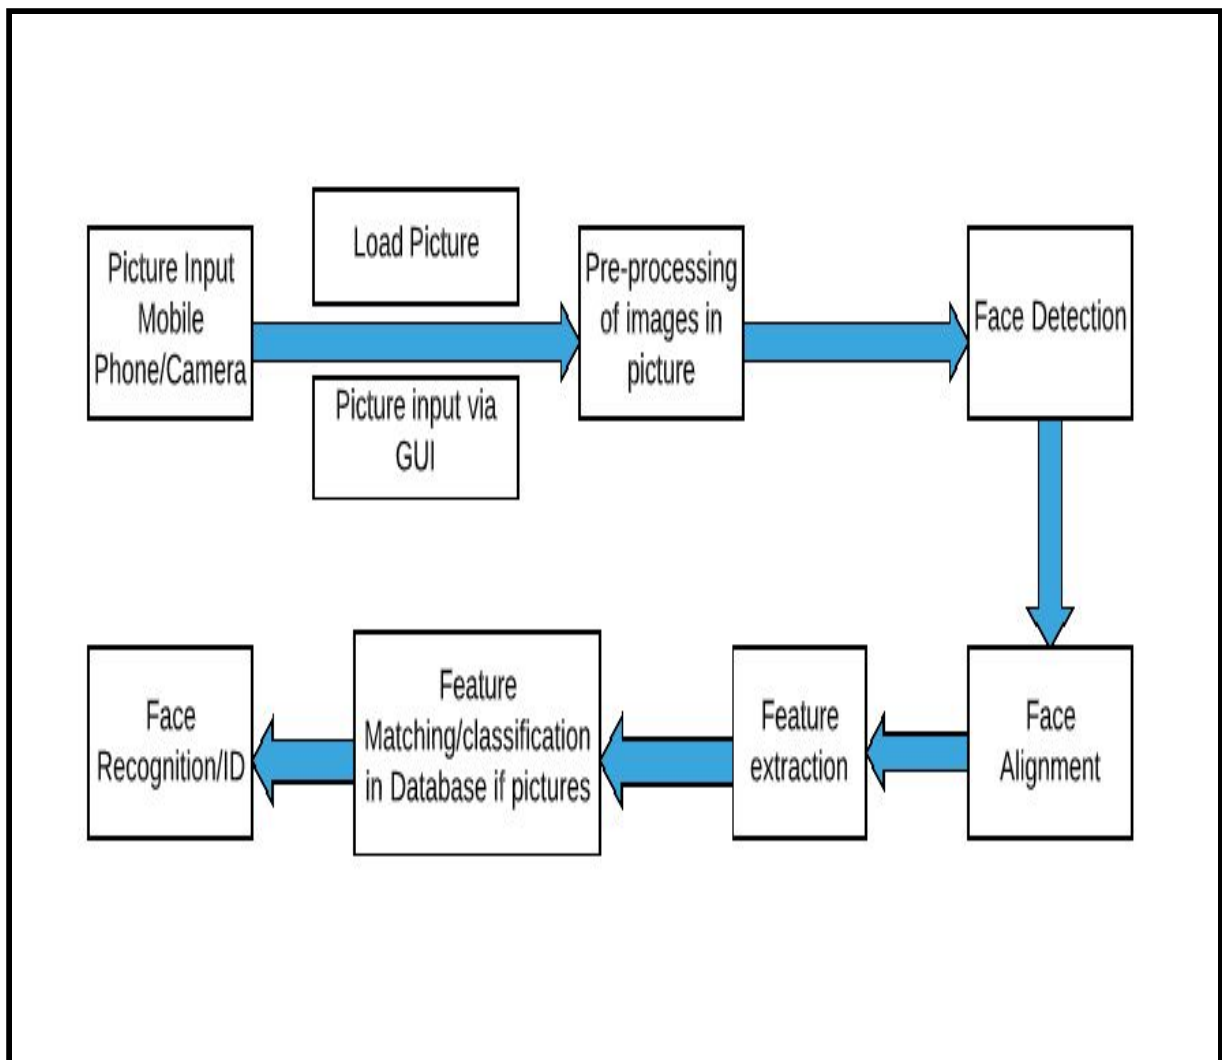 Picture Input
Mobile
Phone/Camera
Load Picture
Picture input via
GUI
Pre-processing
of images in
picture
Face Detection
Face
Alignment
Feature
extraction
Feature
Matching/classification
in Database if pictures
Face
Recognition/ID